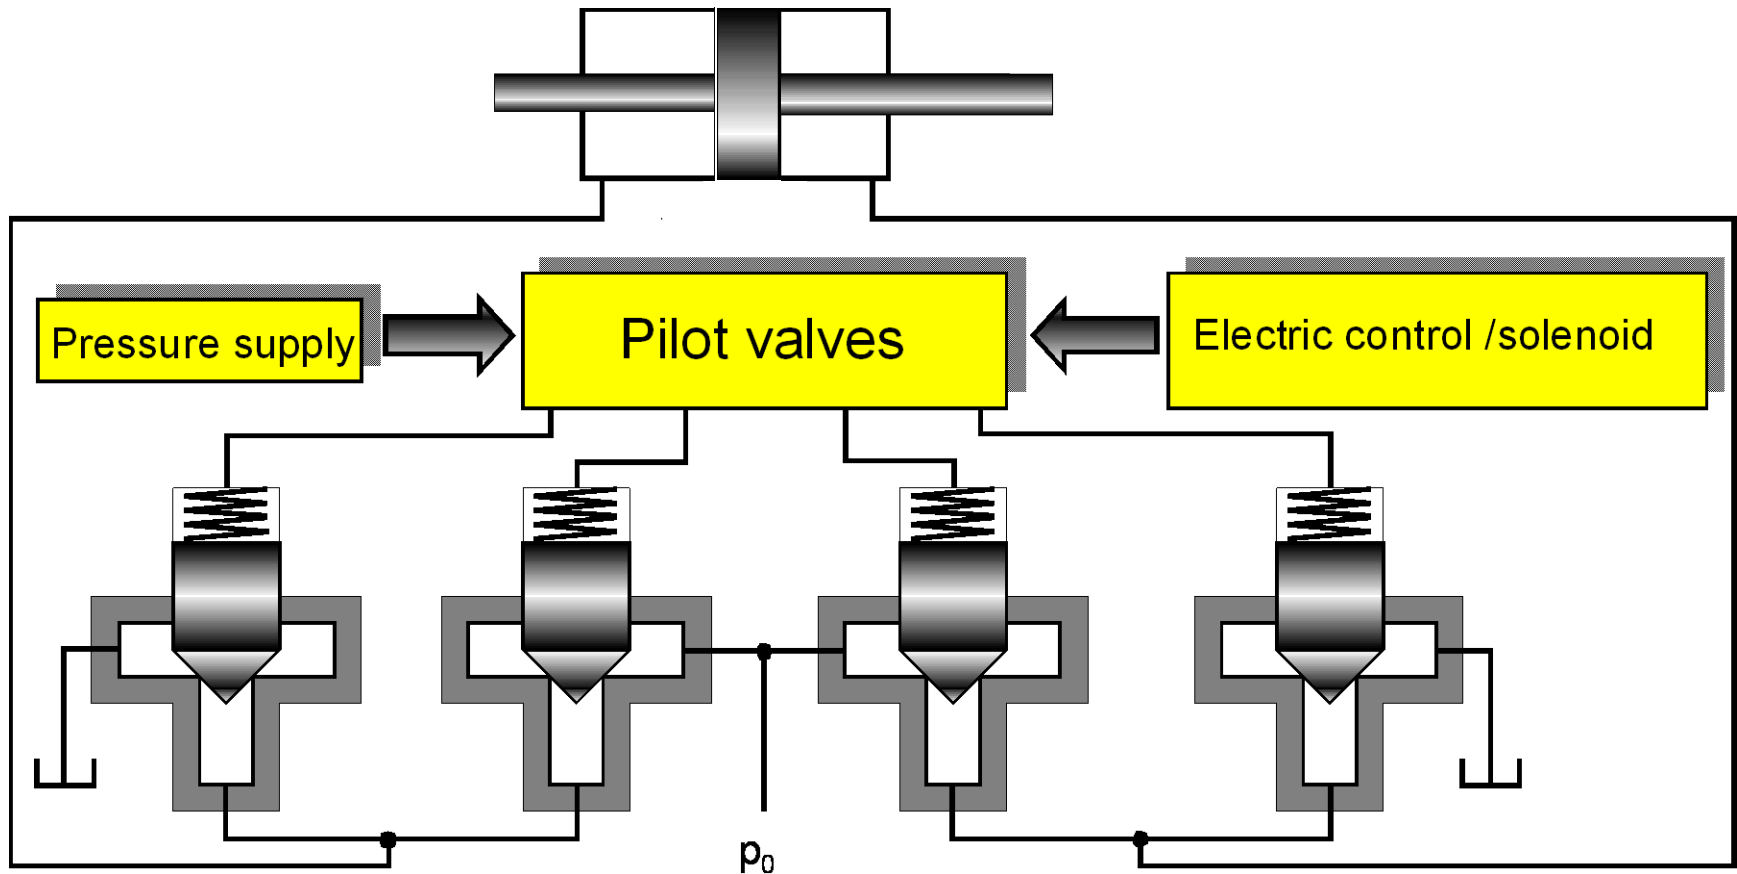 Pressure supply
Pilot valves
Electric control /solenoid
p₀